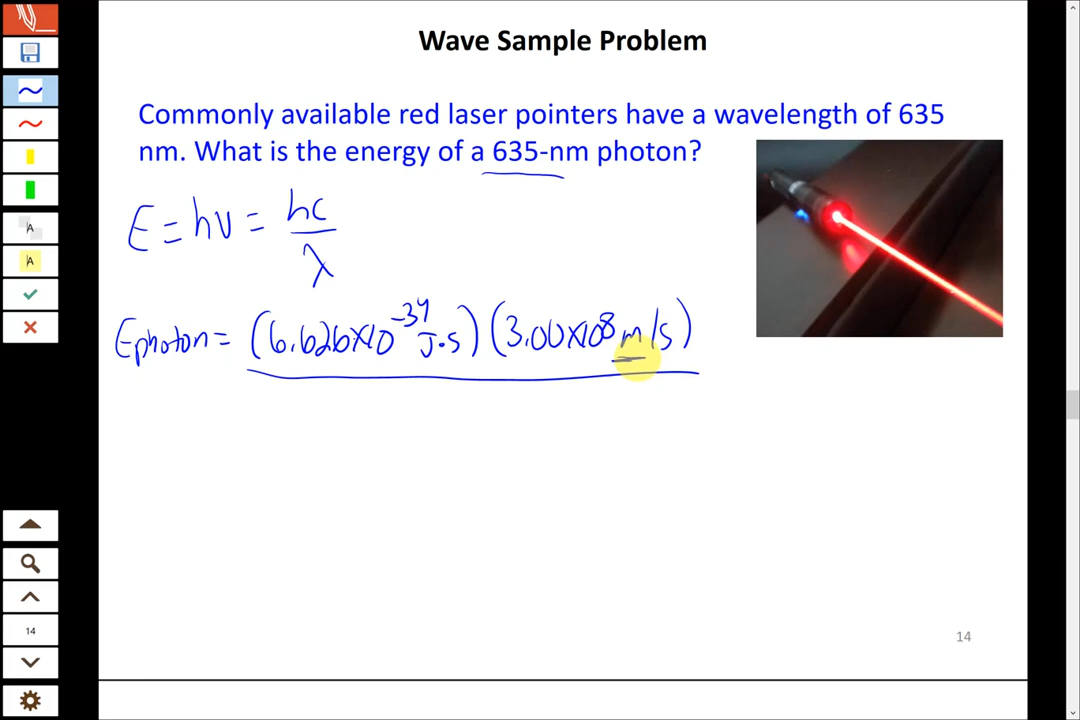 Wave Sample Problem
Commonly available red laser pointers have a wavelength of 635
nm. What is the energy of a 635-nm photon?
E = hν = hc/λ
Ephoton = (6.626×10⁻³⁴ J·s) (3.00×10⁸ m/s)
A
A
14
14